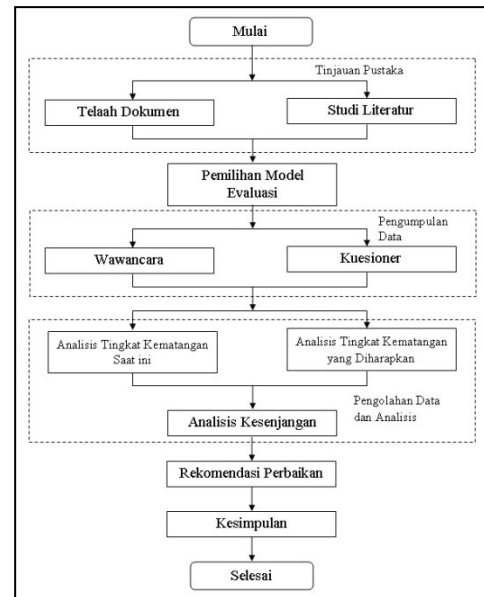 Mulai
Tinjauan Pustaka
Telaah Dokumen
Studi Literatur
Pemilihan Model
Evaluasi
Pengumpulan
Data
Wawancara
Kuesioner
Analisis Tingkat Kematangan
Saat ini
Analisis Tingkat Kematangan
yang Diharapkan
Pengolahan Data
dan Analisis
Analisis Kesenjangan
Rekomendasi Perbaikan
Kesimpulan
Selesai